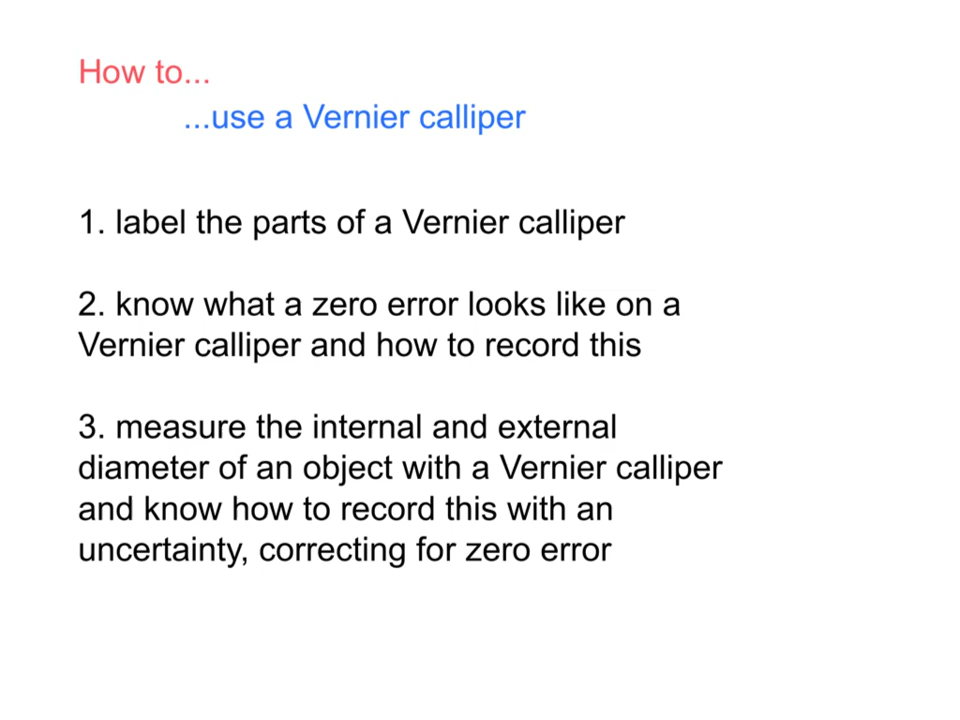 How to...
...use a Vernier calliper
1. label the parts of a Vernier calliper
2. know what a zero error looks like on a
Vernier calliper and how to record this
3. measure the internal and external
diameter of an object with a Vernier calliper
and know how to record this with an
uncertainty, correcting for zero error